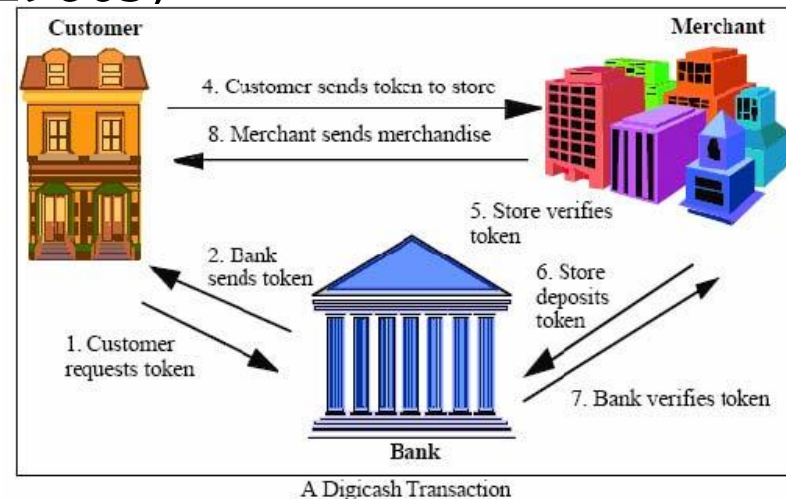 Customer
Merchant
4. Customer sends token to store
8. Merchant sends merchandise
5. Store verifies
token
2. Bank
sends token
6. Store
deposits
token
1. Customer
requests token
7. Bank verifies token
Bank
A Digicash Transaction